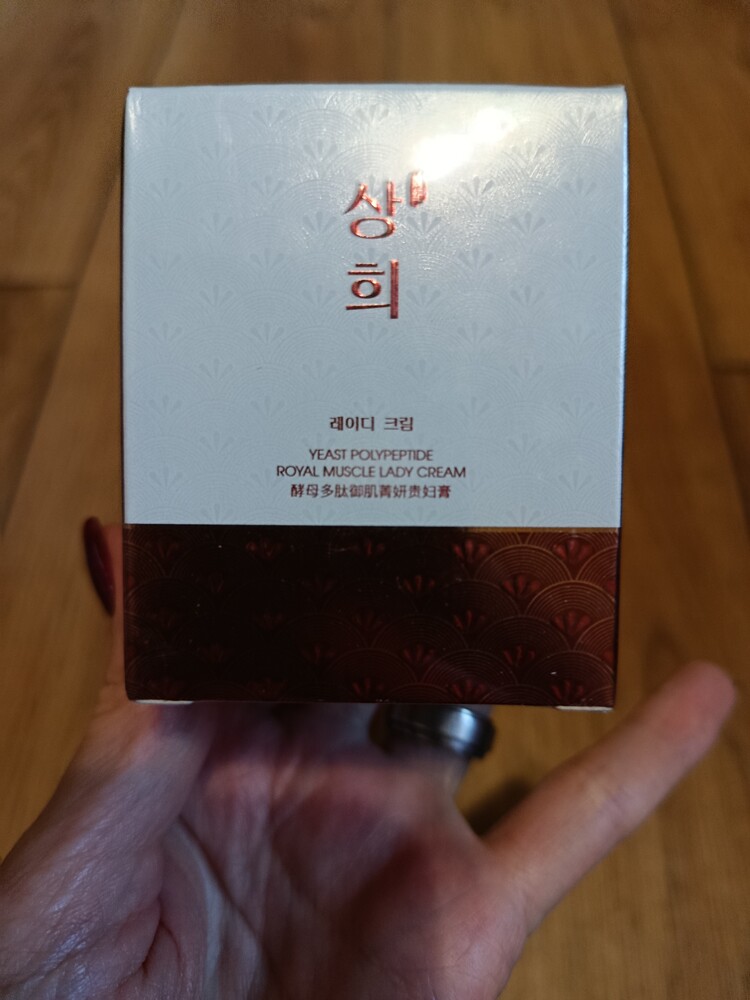 상
희
레이디 크림
YEAST POLYPEPTIDE
ROYAL MUSCLE LADY CREAM
酵母多肽御肌菁妍贵妇膏